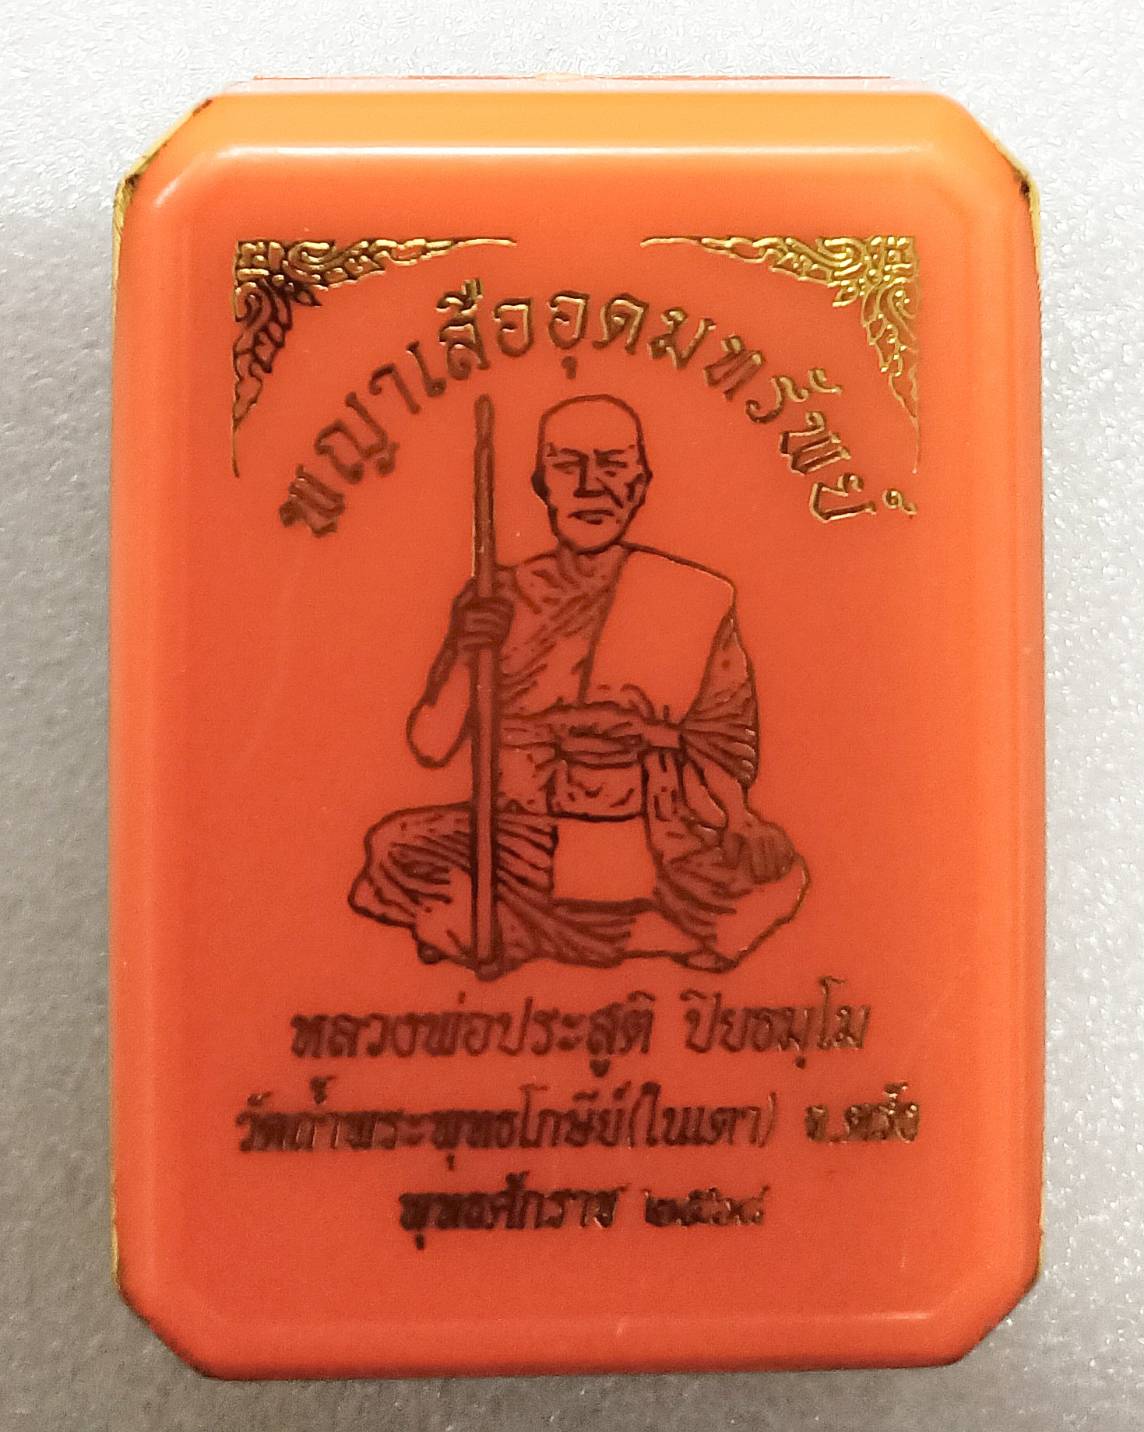 พญาเสืออุดมทรัพย์
หลวงพ่อประสูติ ปิยธมฺโม
วัดถ้ำพระพุทธโกษีย์(ในเตา) จ.ตรัง
พุทธศักราช ๒๕๖๘